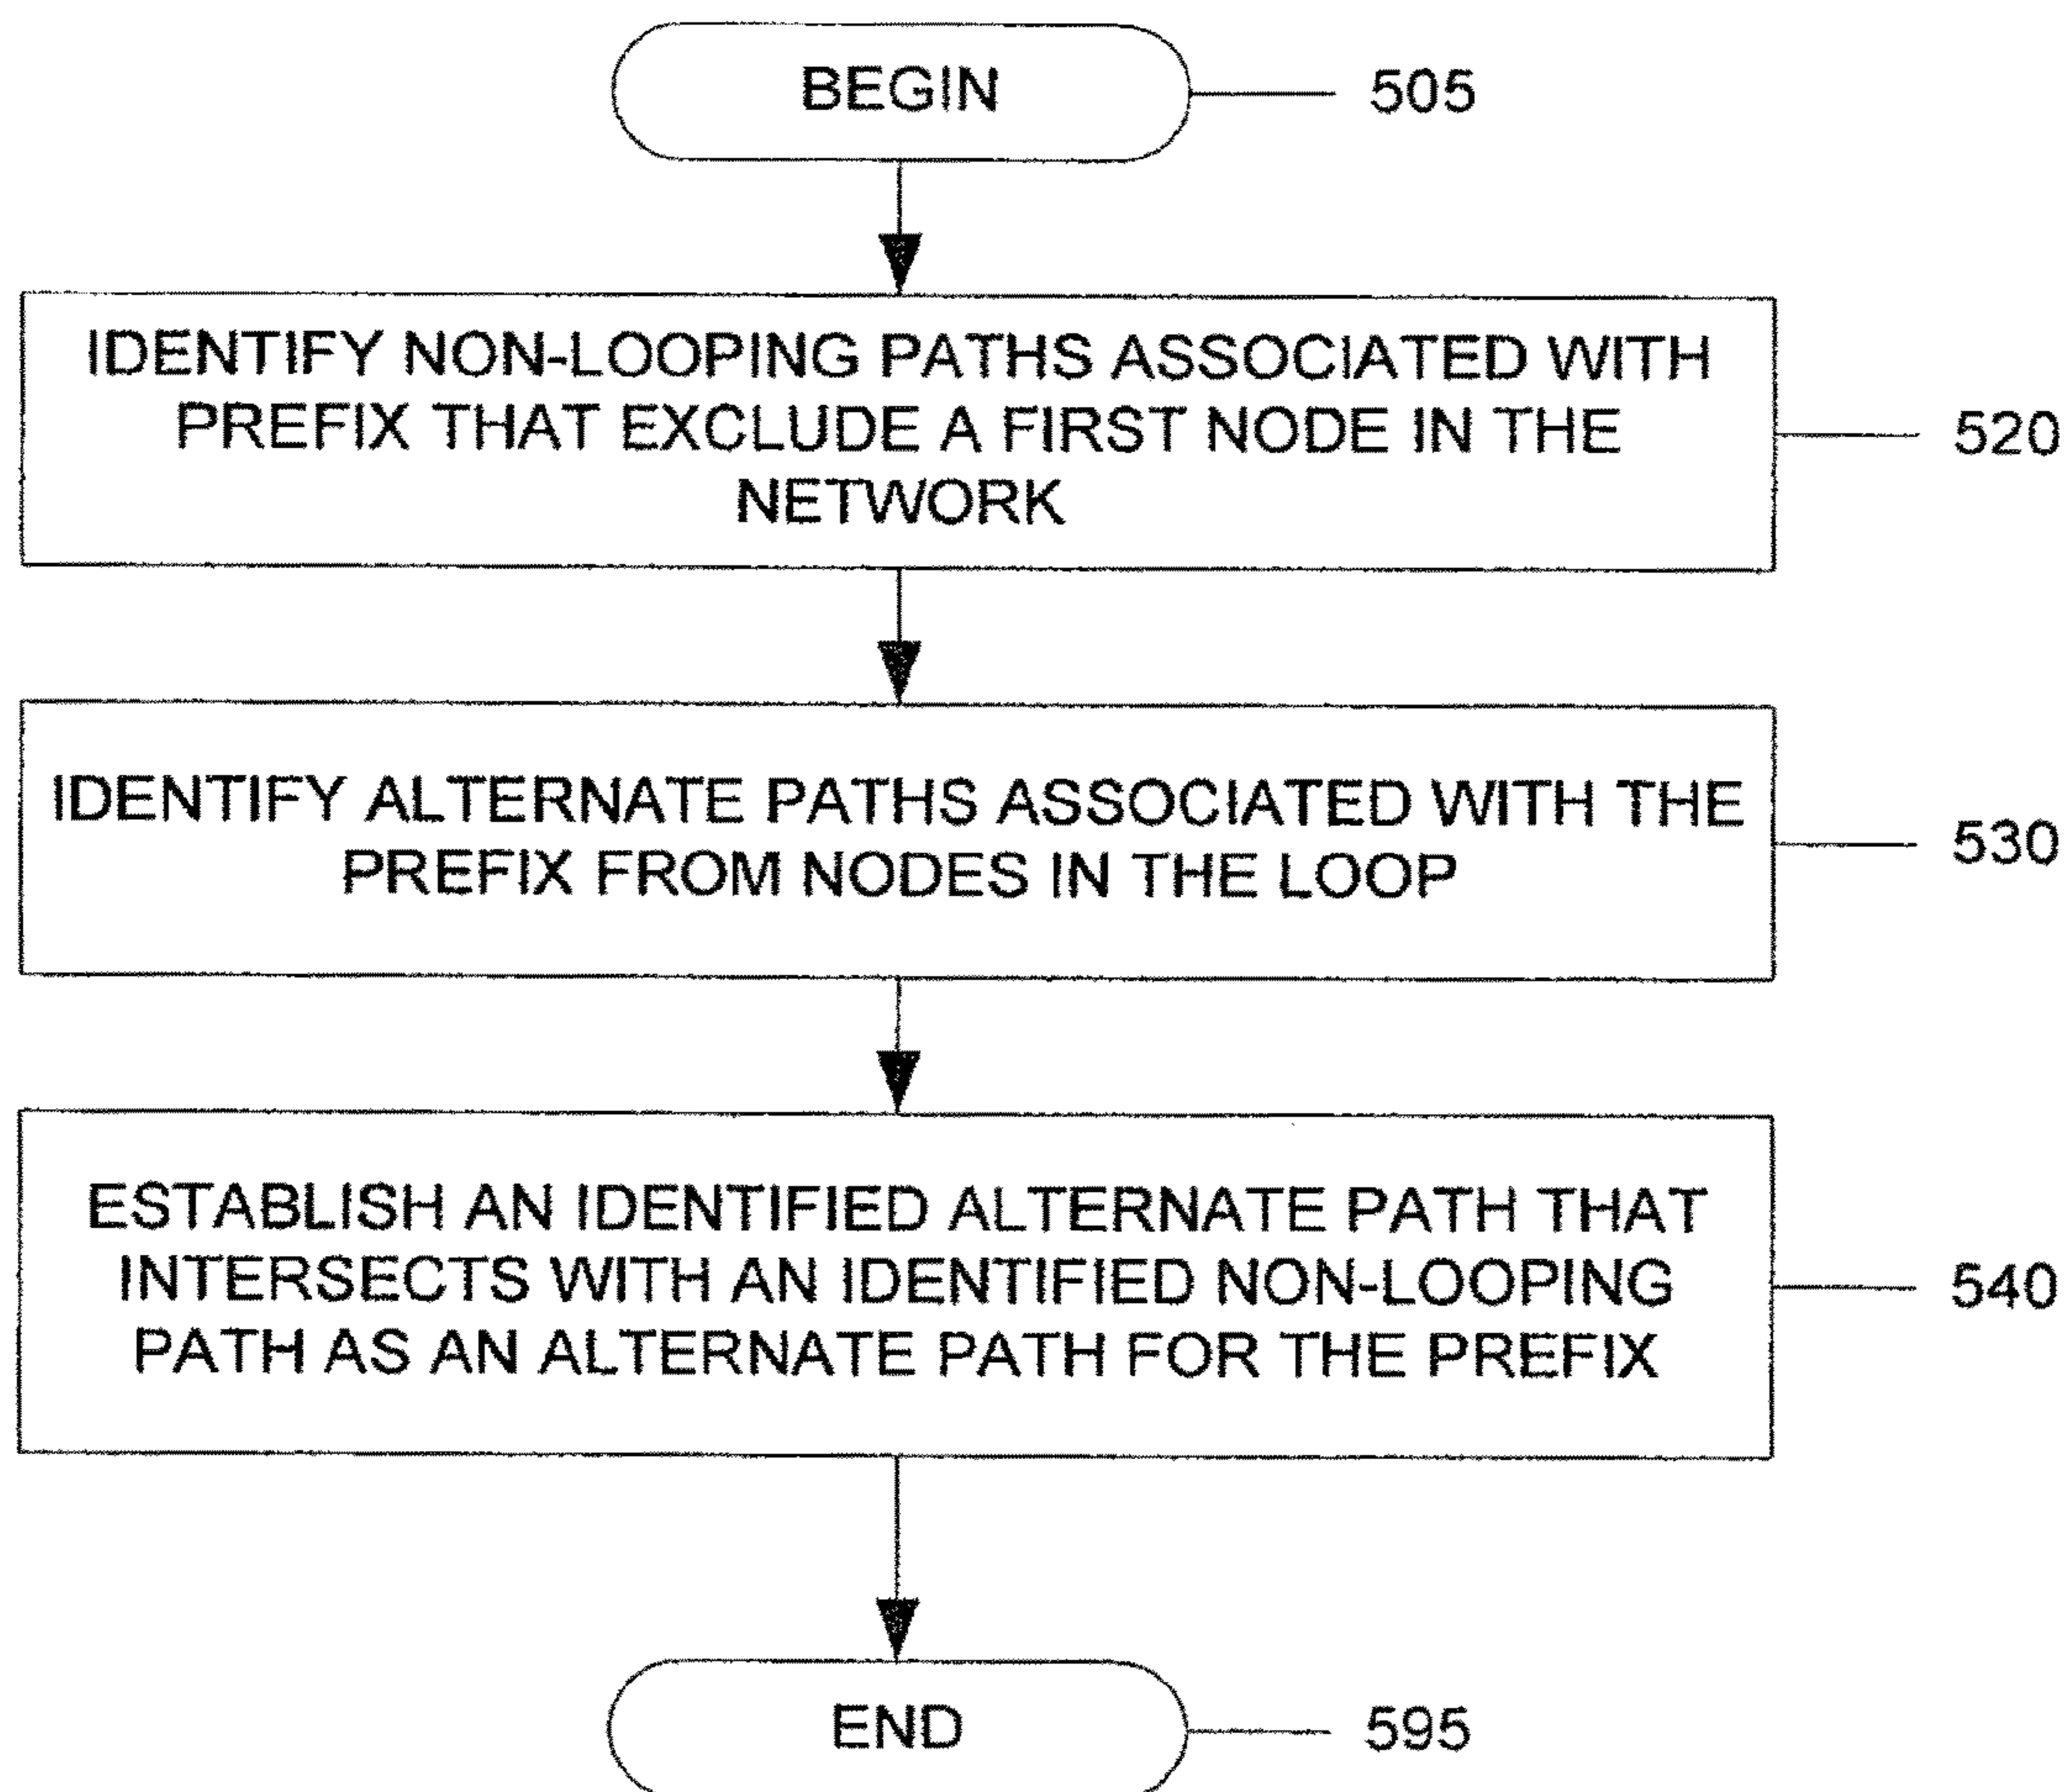 BEGIN
505
IDENTIFY NON-LOOPING PATHS ASSOCIATED WITH
PREFIX THAT EXCLUDE A FIRST NODE IN THE
NETWORK
520
IDENTIFY ALTERNATE PATHS ASSOCIATED WITH THE
PREFIX FROM NODES IN THE LOOP
530
ESTABLISH AN IDENTIFIED ALTERNATE PATH THAT
INTERSECTS WITH AN IDENTIFIED NON-LOOPING
PATH AS AN ALTERNATE PATH FOR THE PREFIX
540
END
595